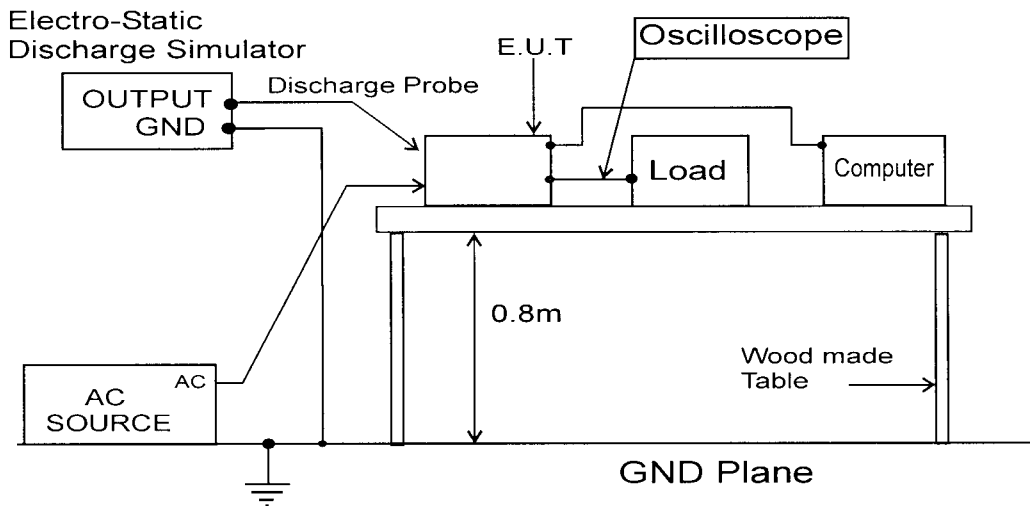 Electro-Static
Discharge Simulator
OUTPUT
GND
Discharge Probe
E.U.T
Oscilloscope
Load
Computer
0.8m
Wood made
Table
AC
AC
SOURCE
GND Plane